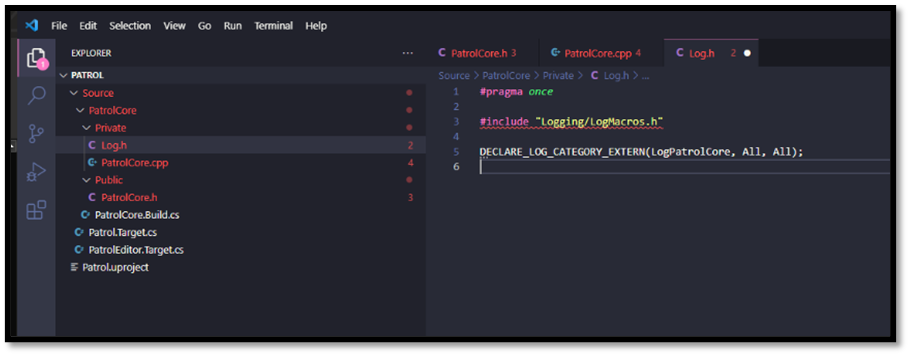 File Edit Selection View Go Run Terminal Help
EXPLORER ···
PATROL
Source
PatrolCore
Private
C Log.h 2
PatrolCore.cpp 4
Public
C PatrolCore.h 3
PatrolCore.Build.cs
Patrol.Target.cs
PatrolEditor.Target.cs
Patrol.uproject
1
C PatrolCore.h 3 PatrolCore.cpp 4 C Log.h 2 ●
Source > PatrolCore > Private > C Log.h > ...
1 #pragma once
2
3 #include "Logging/LogMacros.h"
4
5 DECLARE_LOG_CATEGORY_EXTERN(LogPatrolCore, All, All);
6